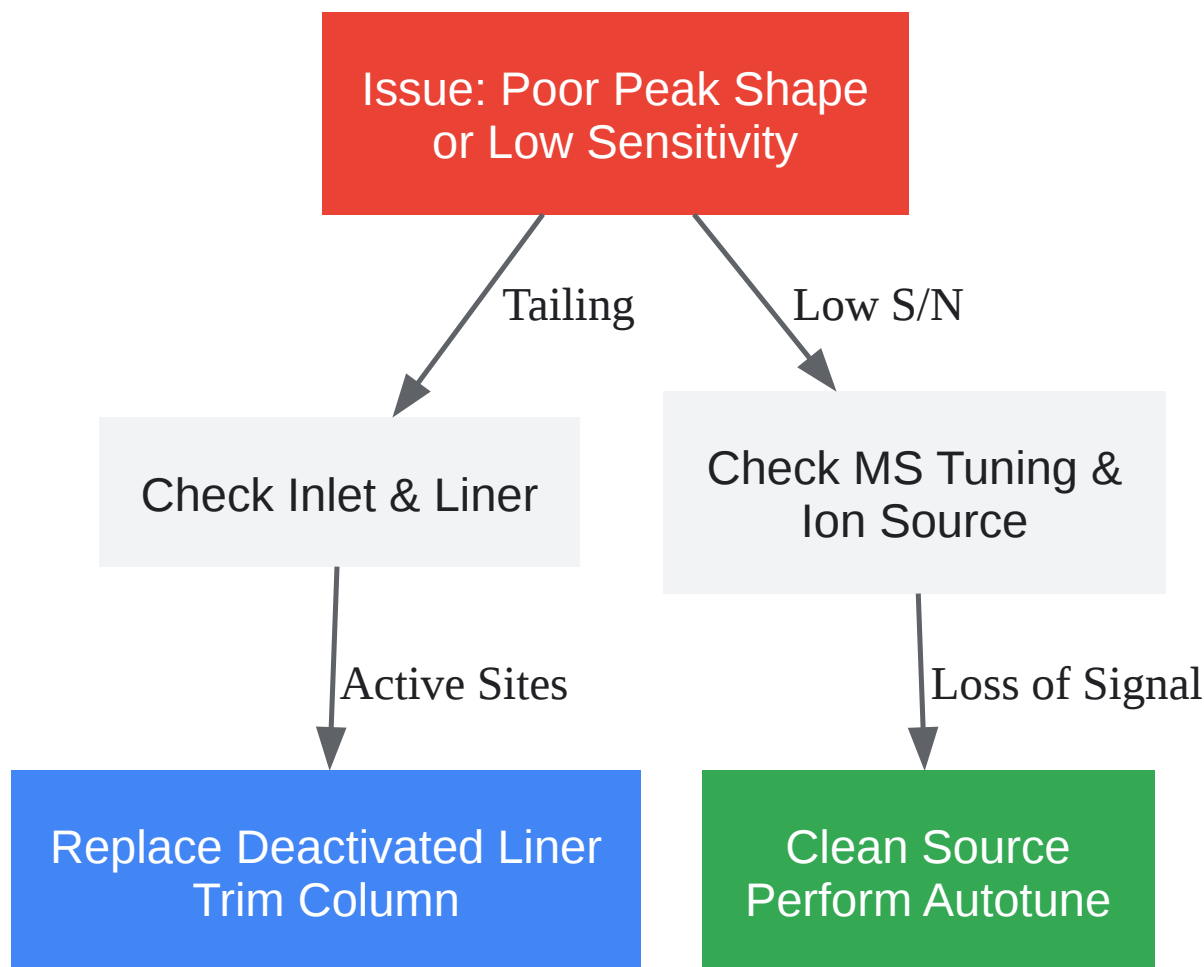 Issue: Poor Peak Shape
or Low Sensitivity
Tailing
Low S/N
Check Inlet & Liner
Check MS Tuning &
Ion Source
Active Sites
Loss of Signal
Replace Deactivated Liner
Trim Column
Clean Source
Perform Autotune